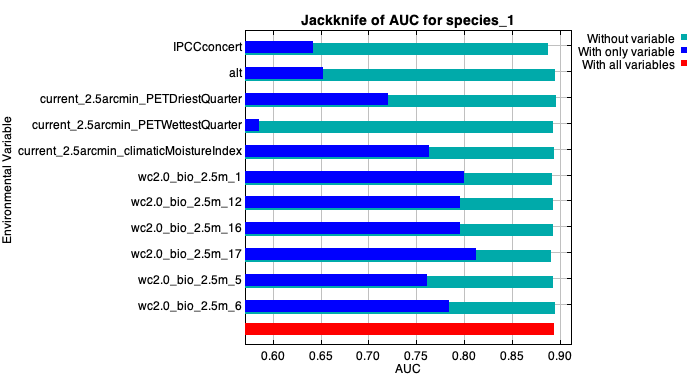 Jackknife of AUC for species_1
Without variable
With only variable
With all variables
Environmental Variable
IPCCconcert
alt
current_2.5arcmin_PETDriestQuarter
current_2.5arcmin_PETWettestQuarter
current_2.5arcmin_climaticMoistureIndex
wc2.0_bio_2.5m_1
wc2.0_bio_2.5m_12
wc2.0_bio_2.5m_16
wc2.0_bio_2.5m_17
wc2.0_bio_2.5m_5
wc2.0_bio_2.5m_6
0.60 0.65 0.70 0.75 0.80 0.85 0.90
AUC